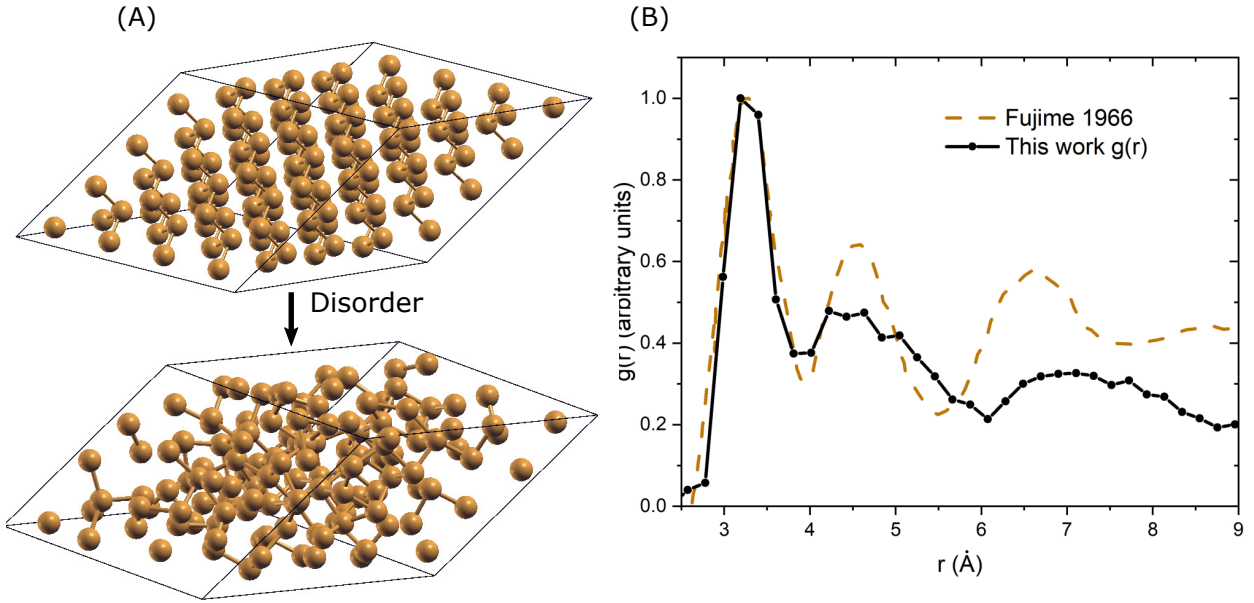 (A)
Disorder
(B)
g(r) (arbitrary units)
1.0
0.8
0.6
0.4
0.2
0.0
Fujime 1966
This work g(r)
3 4 5 6 7 8 9
r (Å)